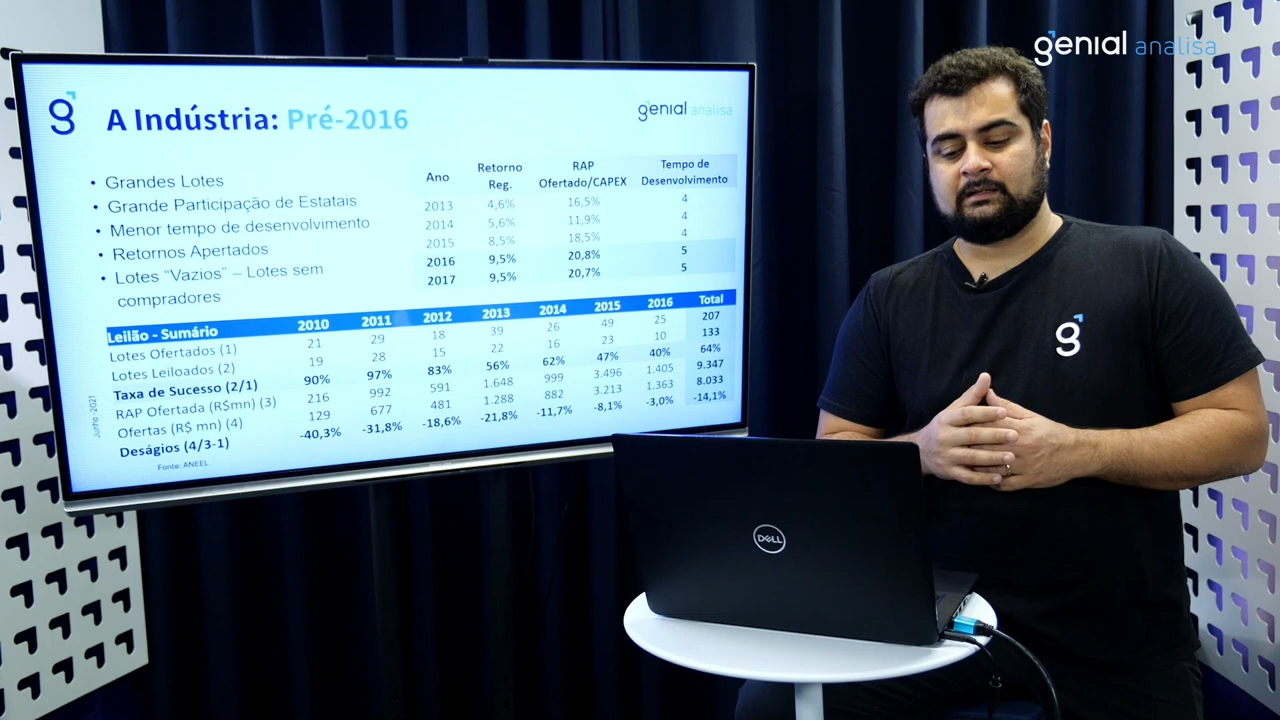 genial analisa
g
A Indústria: Pré-2016
genial analisa
• Grandes Lotes
• Grande Participação de Estatais
• Menor tempo de desenvolvimento
• Retornos Apertados
• Lotes “Vazios” – Lotes sem
compradores
Ano Retorno Reg. RAP Ofertado/CAPEX Tempo de Desenvolvimento
2013 4,6% 16,5% 4
2014 5,6% 11,9% 4
2015 8,5% 18,5% 4
2016 9,5% 20,8% 5
2017 9,5% 20,7% 5
Leilão - Sumário 2010 2011 2012 2013 2014 2015 2016 Total
Lotes Ofertados (1) 21 29 18 39 26 49 25 207
Lotes Leiloados (2) 19 28 15 22 16 23 10 133
Taxa de Sucesso (2/1) 90% 97% 83% 56% 62% 47% 40% 64%
RAP Ofertada (R$mn) (3) 216 992 591 1.648 999 3.496 1.405 9.347
Ofertas (R$ mn) (4) 129 677 481 1.288 882 3.213 1.363 8.033
Deságios (4/3-1) -40,3% -31,8% -18,6% -21,8% -11,7% -8,1% -3,0% -14,1%
Fonte: ANEEL
Junho -2021
g
DELL